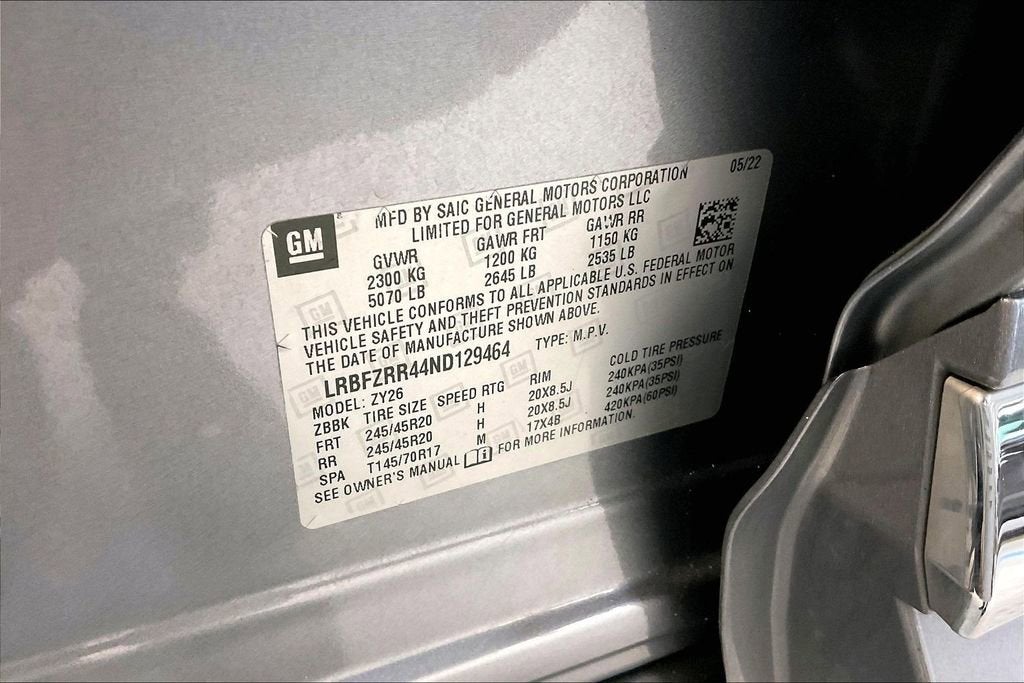 05/22
GM
MFD BY SAIC GENERAL MOTORS CORPORATION
LIMITED FOR GENERAL MOTORS LLC
GVWR GAWR FRT GAWR RR
2300 KG 1200 KG 1150 KG
5070 LB 2645 LB 2535 LB
THIS VEHICLE CONFORMS TO ALL APPLICABLE U.S. FEDERAL MOTOR
VEHICLE SAFETY AND THEFT PREVENTION STANDARDS IN EFFECT ON
THE DATE OF MANUFACTURE SHOWN ABOVE.
LRBFZRR44ND129464 TYPE: M.P.V.
MODEL: ZY26
ZBBK TIRE SIZE SPEED RTG RIM COLD TIRE PRESSURE
FRT 245/45R20 H 20X8.5J 240KPA(35PSI)
RR 245/45R20 H 20X8.5J 240KPA(35PSI)
SPA T145/70R17 M 17X4B 420KPA(60PSI)
SEE OWNER'S MANUAL FOR MORE INFORMATION.